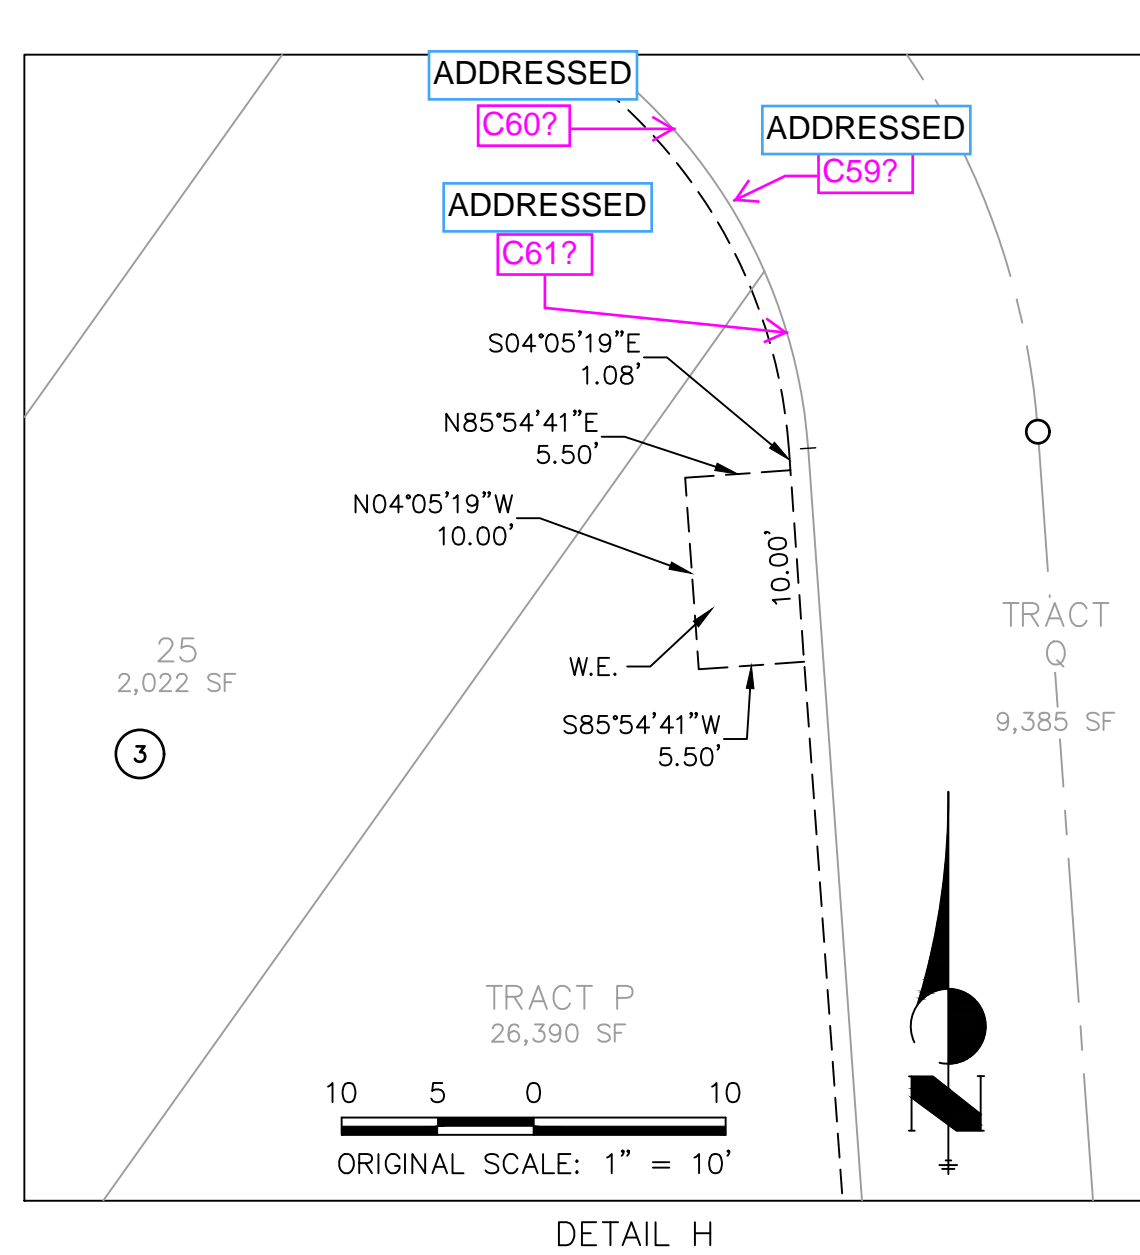 ADDRESSED
C60?
ADDRESSED
C59?
ADDRESSED
C61?
S04°05'19"E
1.08'
N85°54'41"E
5.50'
N04°05'19"W
10.00'
10.00'
W.E.
S85°54'41"W
5.50'
25
2,022 SF
3
TRACT
Q
9,385 SF
TRACT P
26,390 SF
10 5 0 10
ORIGINAL SCALE: 1" = 10'
N
DETAIL H